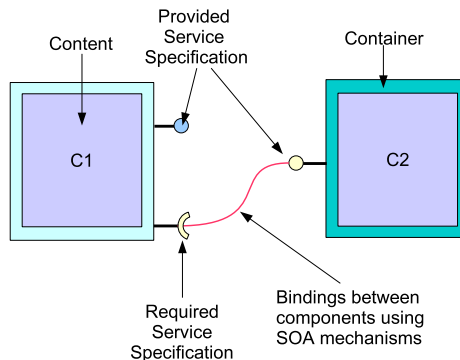 Provided
Service
Specification
Content
Container
C1
C2
Required
Service
Specification
Bindings between
components using
SOA mechanisms